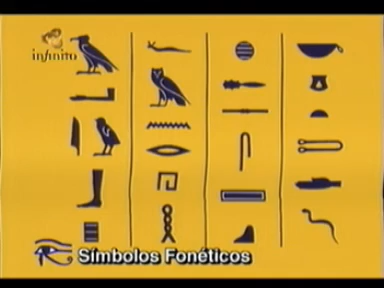 infinito
𓄿
𓂝
𓇋 𓅱
𓃀
𓊪
𓆑
𓅓
𓈖
𓂋
𓉔
𓎛
𓐍
𓄡
𓊃
𓋴
𓈙
𓈎
𓎡
𓎼
𓏏
𓍿
𓂧
𓆓
Símbolos Fonéticos